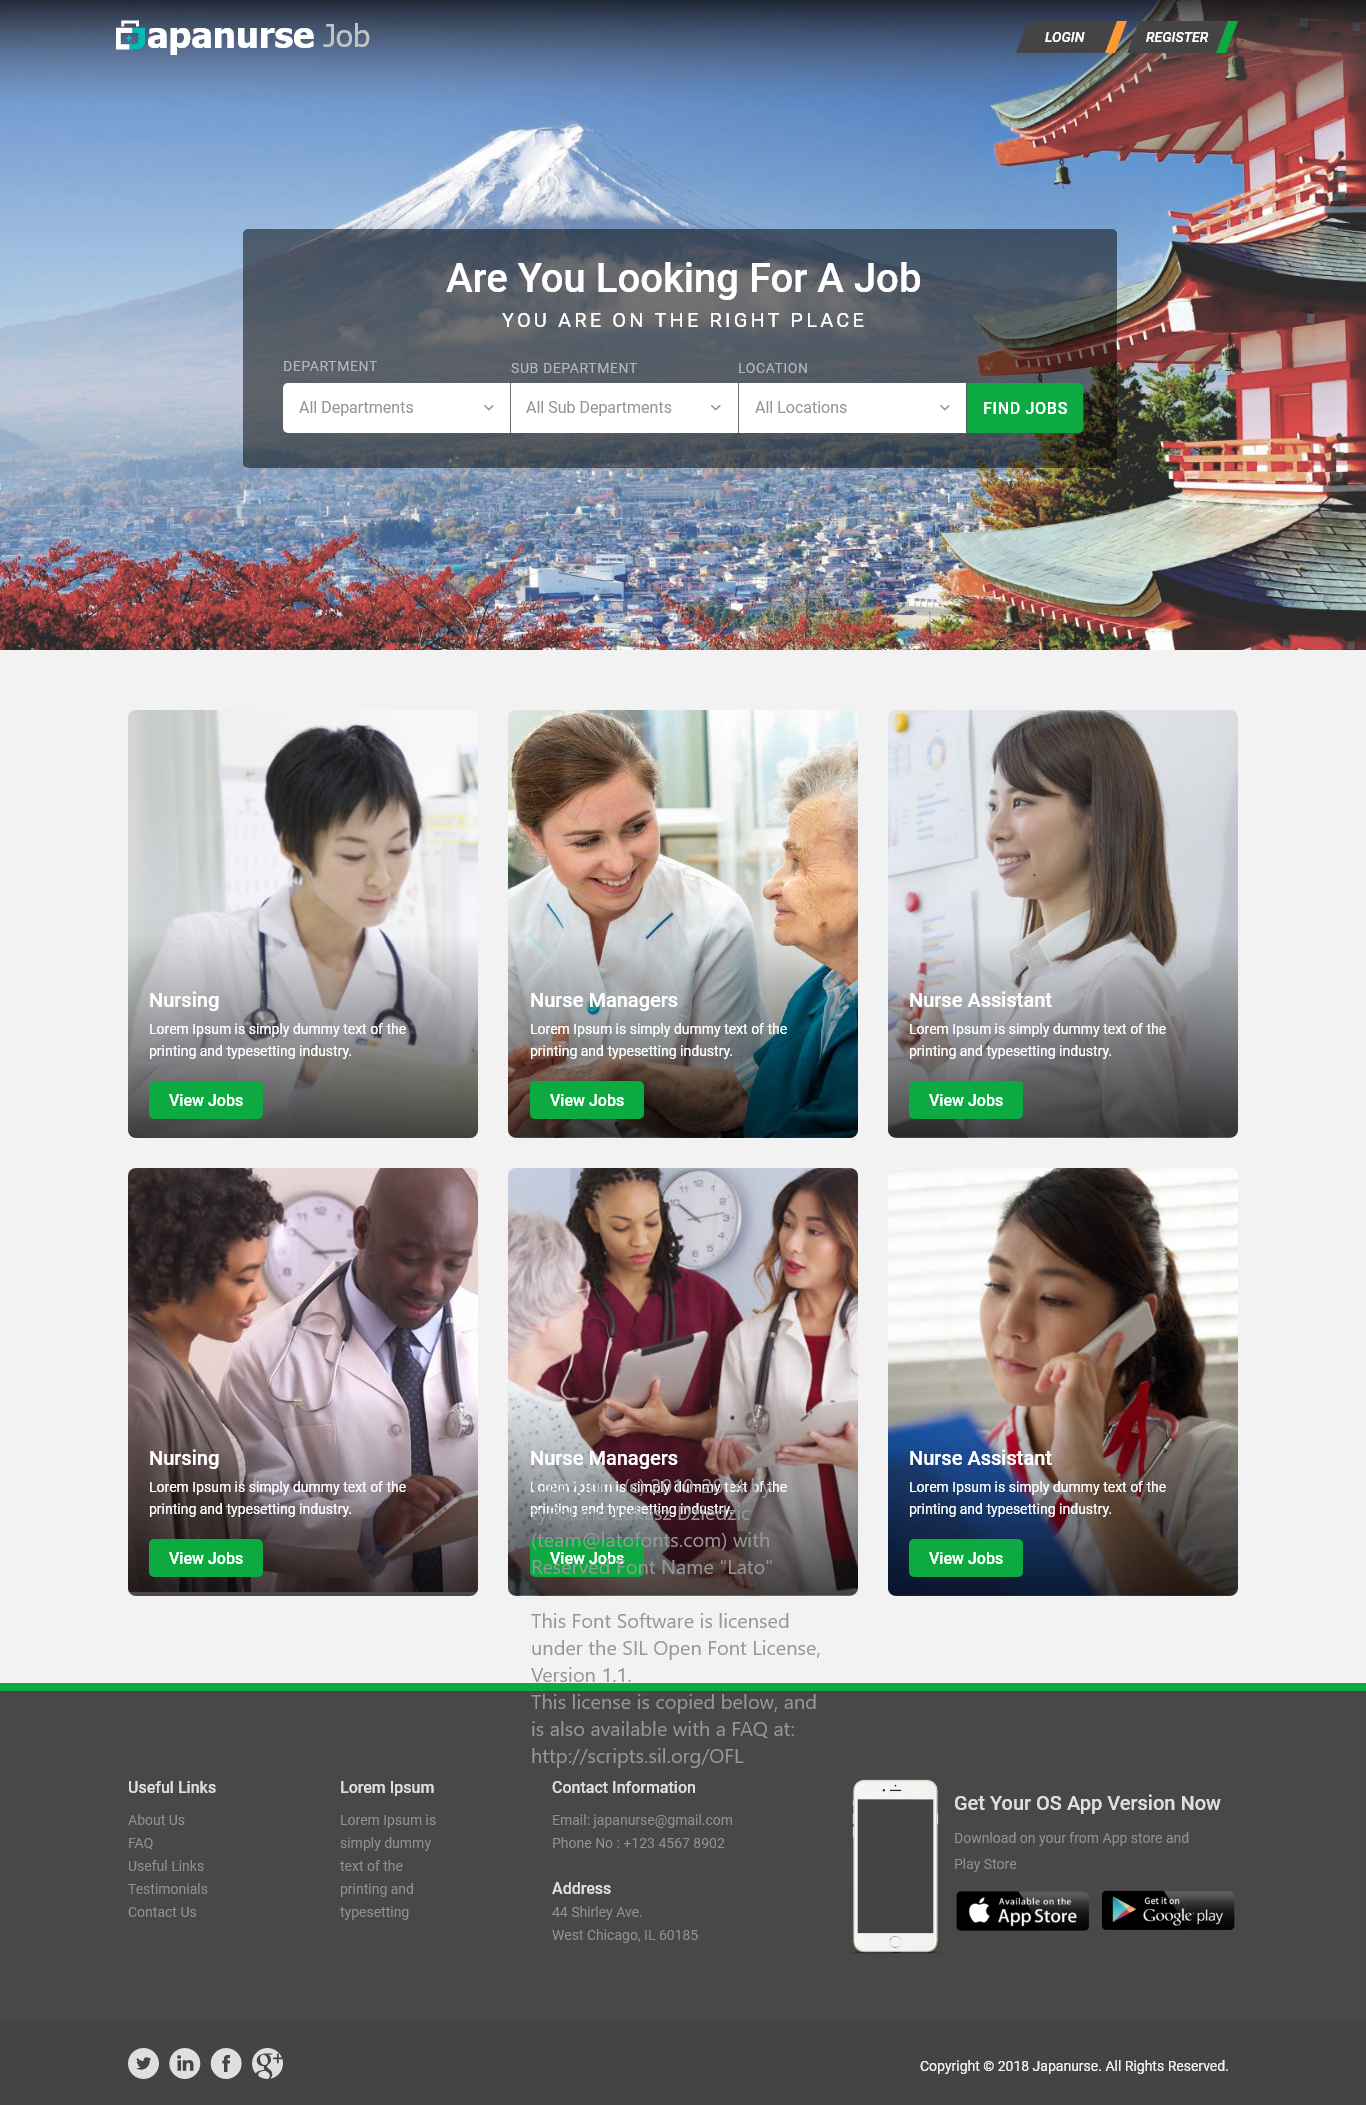 Japanurse Job
LOGIN
REGISTER
Are You Looking For A Job
YOU ARE ON THE RIGHT PLACE
DEPARTMENT
SUB DEPARTMENT
LOCATION
All Departments
All Sub Departments
All Locations
FIND JOBS
Nursing
Lorem Ipsum is simply dummy text of the
printing and typesetting industry.
View Jobs
Nurse Managers
Lorem Ipsum is simply dummy text of the
printing and typesetting industry.
View Jobs
Nurse Assistant
Lorem Ipsum is simply dummy text of the
printing and typesetting industry.
View Jobs
Nursing
Lorem Ipsum is simply dummy text of the
printing and typesetting industry.
View Jobs
Nurse Managers
Lorem Ipsum is simply dummy text of the
printing and typesetting industry.
View Jobs
(c) 2010-2014 by
Dziedzic
(team@latofonts.com) with
Reserved Font Name "Lato"
This Font Software is licensed
under the SIL Open Font License,
Version 1.1.
This license is copied below, and
is also available with a FAQ at:
http://scripts.sil.org/OFL
Nurse Assistant
Lorem Ipsum is simply dummy text of the
printing and typesetting industry.
View Jobs
Useful Links
About Us
FAQ
Useful Links
Testimonials
Contact Us
Lorem Ipsum
Lorem Ipsum is
simply dummy
text of the
printing and
typesetting
Contact Information
Email: japanurse@gmail.com
Phone No : +123 4567 8902
Address
44 Shirley Ave.
West Chicago, IL 60185
Get Your OS App Version Now
Download on your from App store and
Play Store
Available on the
App Store
Get it on
Google play
Copyright © 2018 Japanurse. All Rights Reserved.